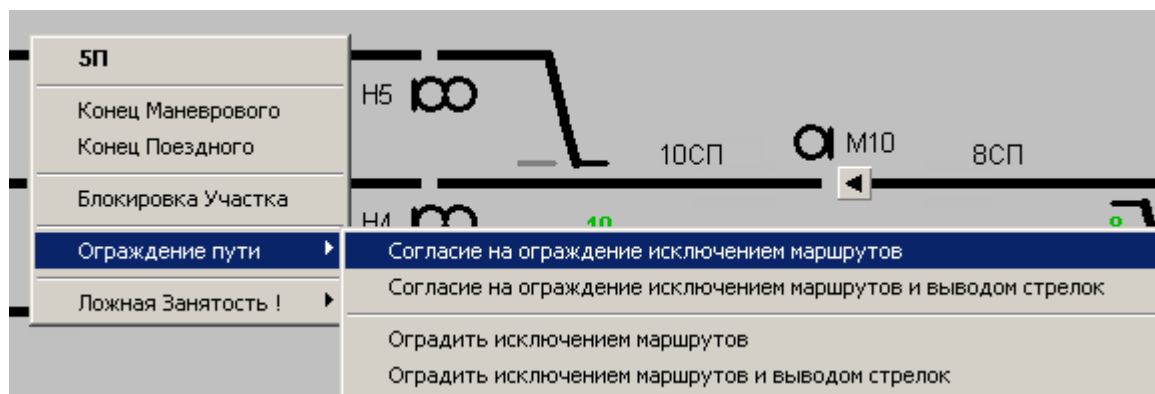 5П
Конец Маневрового
Конец Поездного
Блокировка Участка
Ограждение пути
Ложная Занятость !
Согласие на ограждение исключением маршрутов
Согласие на ограждение исключением маршрутов и выводом стрелок
Оградить исключением маршрутов
Оградить исключением маршрутов и выводом стрелок
Н5
10СП
М10
8СП
Н4
10